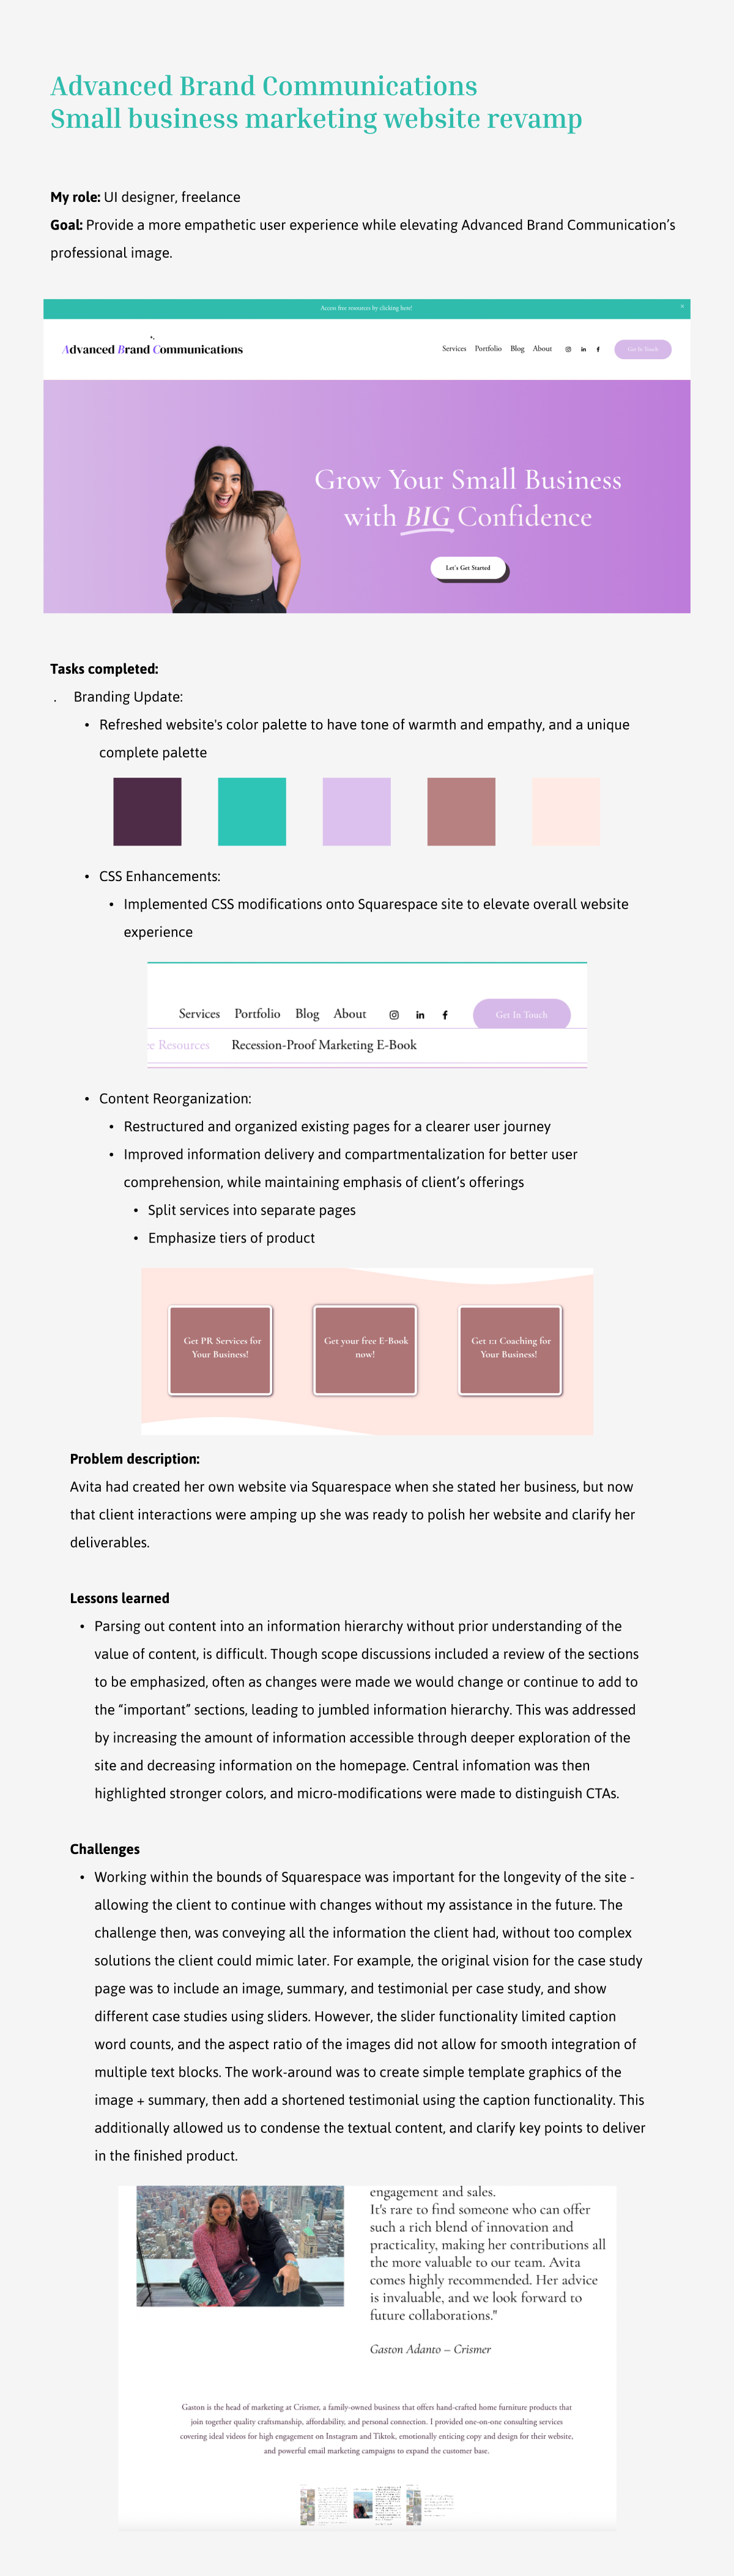 Advanced Brand Communications
Small business marketing website revamp
My role: UI designer, freelance
Goal: Provide a more empathetic user experience while elevating Advanced Brand Communication’s
professional image.
Access free resources by clicking here!
×
Advanced Brand Communications
Services Portfolio Blog About
Get In Touch
Grow Your Small Business
with BIG Confidence
Let's Get Started
Tasks completed:
. Branding Update:
• Refreshed website's color palette to have tone of warmth and empathy, and a unique
complete palette
• CSS Enhancements:
• Implemented CSS modifications onto Squarespace site to elevate overall website
experience
Services Portfolio Blog About
Get In Touch
ee Resources Recession-Proof Marketing E-Book
• Content Reorganization:
• Restructured and organized existing pages for a clearer user journey
• Improved information delivery and compartmentalization for better user
comprehension, while maintaining emphasis of client’s offerings
• Split services into separate pages
• Emphasize tiers of product
Get PR Services for
Your Business!
Get your free E-Book
now!
Get 1:1 Coaching for
Your Business!
Problem description:
Avita had created her own website via Squarespace when she stated her business, but now
that client interactions were amping up she was ready to polish her website and clarify her
deliverables.
Lessons learned
• Parsing out content into an information hierarchy without prior understanding of the
value of content, is difficult. Though scope discussions included a review of the sections
to be emphasized, often as changes were made we would change or continue to add to
the “important” sections, leading to jumbled information hierarchy. This was addressed
by increasing the amount of information accessible through deeper exploration of the
site and decreasing information on the homepage. Central infomation was then
highlighted stronger colors, and micro-modifications were made to distinguish CTAs.
Challenges
• Working within the bounds of Squarespace was important for the longevity of the site -
allowing the client to continue with changes without my assistance in the future. The
challenge then, was conveying all the information the client had, without too complex
solutions the client could mimic later. For example, the original vision for the case study
page was to include an image, summary, and testimonial per case study, and show
different case studies using sliders. However, the slider functionality limited caption
word counts, and the aspect ratio of the images did not allow for smooth integration of
multiple text blocks. The work-around was to create simple template graphics of the
image + summary, then add a shortened testimonial using the caption functionality. This
additionally allowed us to condense the textual content, and clarify key points to deliver
in the finished product.
engagement and sales.
It's rare to find someone who can offer
such a rich blend of innovation and
practicality, making her contributions all
the more valuable to our team. Avita
comes highly recommended. Her advice
is invaluable, and we look forward to
future collaborations."
Gaston Adanto – Crismer
Gaston is the head of marketing at Crismer, a family-owned business that offers hand-crafted home furniture products that
join together quality craftsmanship, affordability, and personal connection. I provided one-on-one consulting services
covering ideal videos for high engagement on Instagram and Tiktok, emotionally enticing copy and design for their website,
and powerful email marketing campaigns to expand the customer base.